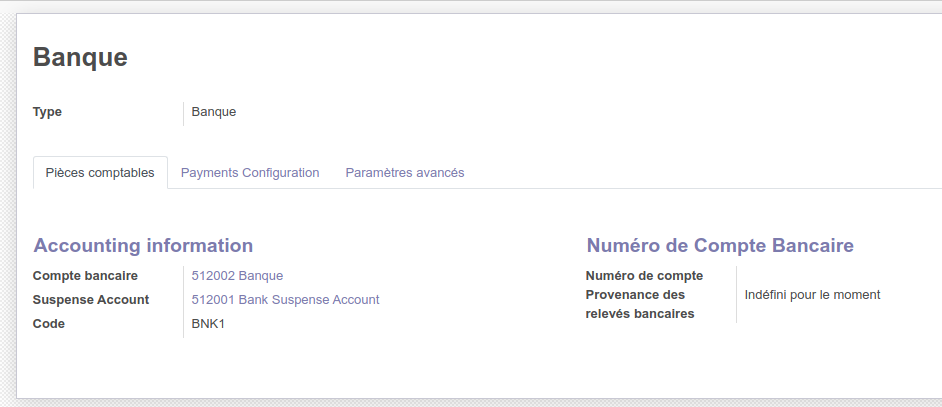 Banque
Type Banque
Pièces comptables Payments Configuration Paramètres avancés
Accounting information
Compte bancaire 512002 Banque
Suspense Account 512001 Bank Suspense Account
Code BNK1
Numéro de Compte Bancaire
Numéro de compte
Provenance des relevés bancaires Indéfini pour le moment